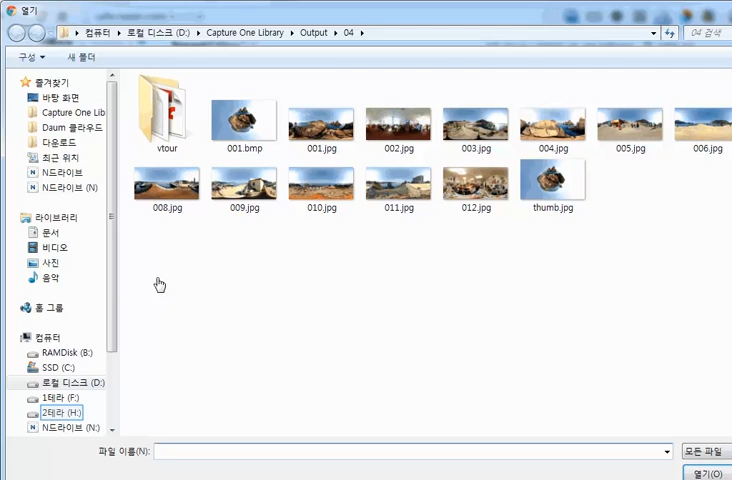 열기
컴퓨터 ▸ 로컬 디스크 (D:) ▸ Capture One Library ▸ Output ▸ 04 ▸
04 검색
구성 ▼ 새 폴더
즐겨찾기
바탕 화면
Capture One Lib
Daum 클라우드
다운로드
최근 위치
N드라이브
N드라이브 (N)
라이브러리
문서
비디오
사진
음악
홈 그룹
컴퓨터
RAMDisk (B:)
SSD (C:)
로컬 디스크 (D:)
1테라 (F:)
2테라 (H:)
N드라이브 (N:)
vtour
001.bmp
001.jpg
002.jpg
003.jpg
004.jpg
005.jpg
006.jpg
008.jpg
009.jpg
010.jpg
011.jpg
012.jpg
thumb.jpg
파일 이름(N):
모든 파일
열기(O)